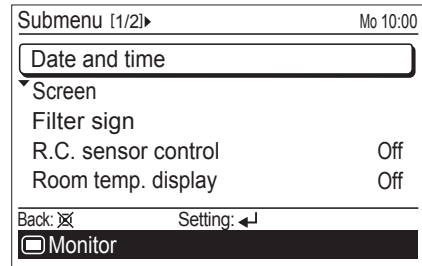 Submenu [1/2]▸ Mo 10:00
Date and time
Screen
Filter sign
R.C. sensor control Off
Room temp. display Off
Back: Setting:
Monitor